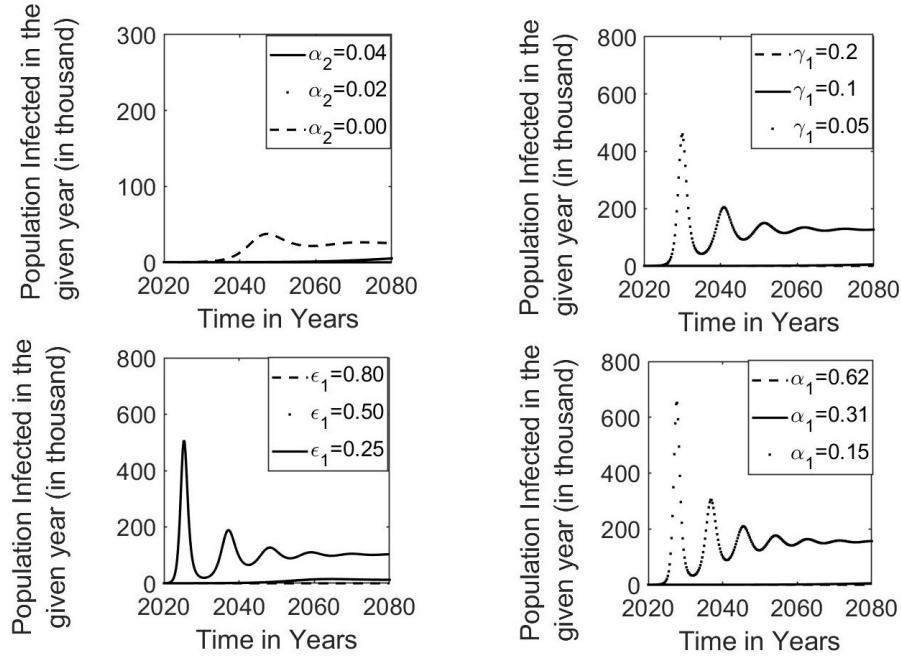 Population Infected in the
given year (in thousand)
300
200
100
0
2020 2040 2060 2080
Time in Years
α2=0.04
α2=0.02
α2=0.00
Population Infected in the
given year (in thousand)
800
600
400
200
0
2020 2040 2060 2080
Time in Years
γ1=0.2
γ1=0.1
γ1=0.05
Population Infected in the
given year (in thousand)
800
600
400
200
0
2020 2040 2060 2080
Time in Years
ϵ1=0.80
ϵ1=0.50
ϵ1=0.25
Population Infected in the
given year (in thousand)
800
600
400
200
0
2020 2040 2060 2080
Time in Years
α1=0.62
α1=0.31
α1=0.15